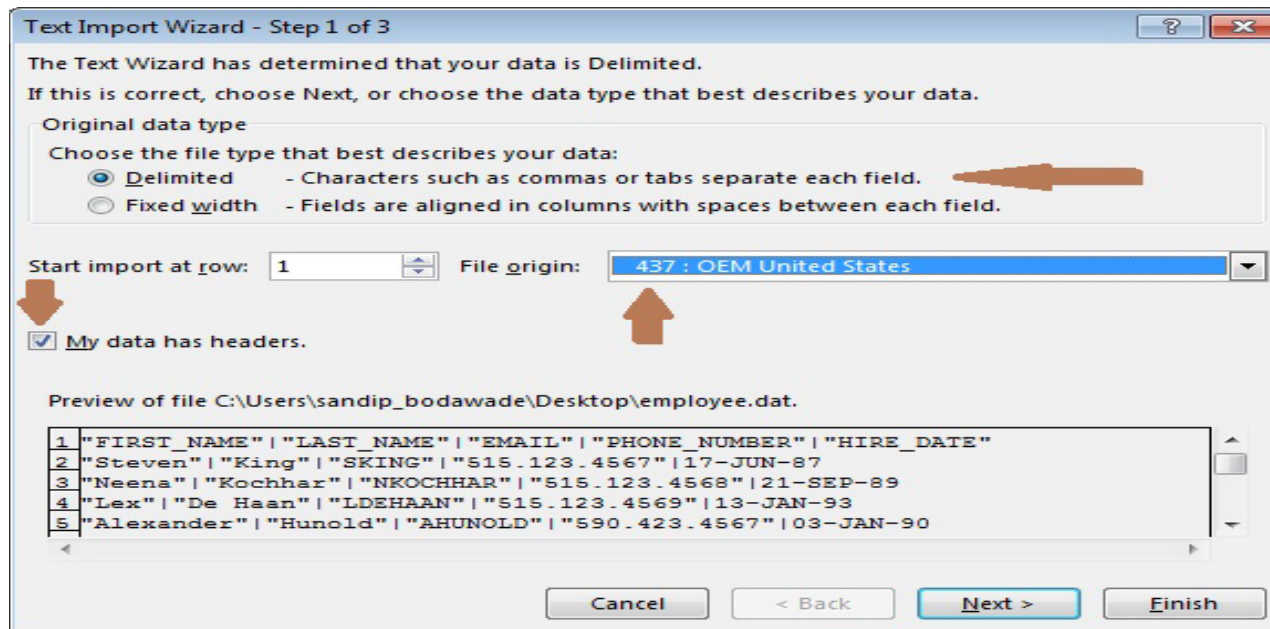 Text Import Wizard - Step 1 of 3
The Text Wizard has determined that your data is Delimited.
If this is correct, choose Next, or choose the data type that best describes your data.
Original data type
Choose the file type that best describes your data:
Delimited - Characters such as commas or tabs separate each field.
Fixed width - Fields are aligned in columns with spaces between each field.
Start import at row: 1 File origin: 437 : OEM United States
My data has headers.
Preview of file C:\Users\sandip_bodawade\Desktop\employee.dat.
1 "FIRST_NAME"|"LAST_NAME"|"EMAIL"|"PHONE_NUMBER"|"HIRE_DATE"
2 "Steven"|"King"|"SKING"|"515.123.4567"|17-JUN-87
3 "Neena"|"Kochhar"|"NKOCHHAR"|"515.123.4568"|21-SEP-89
4 "Lex"|"De Haan"|"LDEHAAN"|"515.123.4569"|13-JAN-93
5 "Alexander"|"Hunold"|"AHUNOLD"|"590.423.4567"|03-JAN-90
Cancel < Back Next > Finish